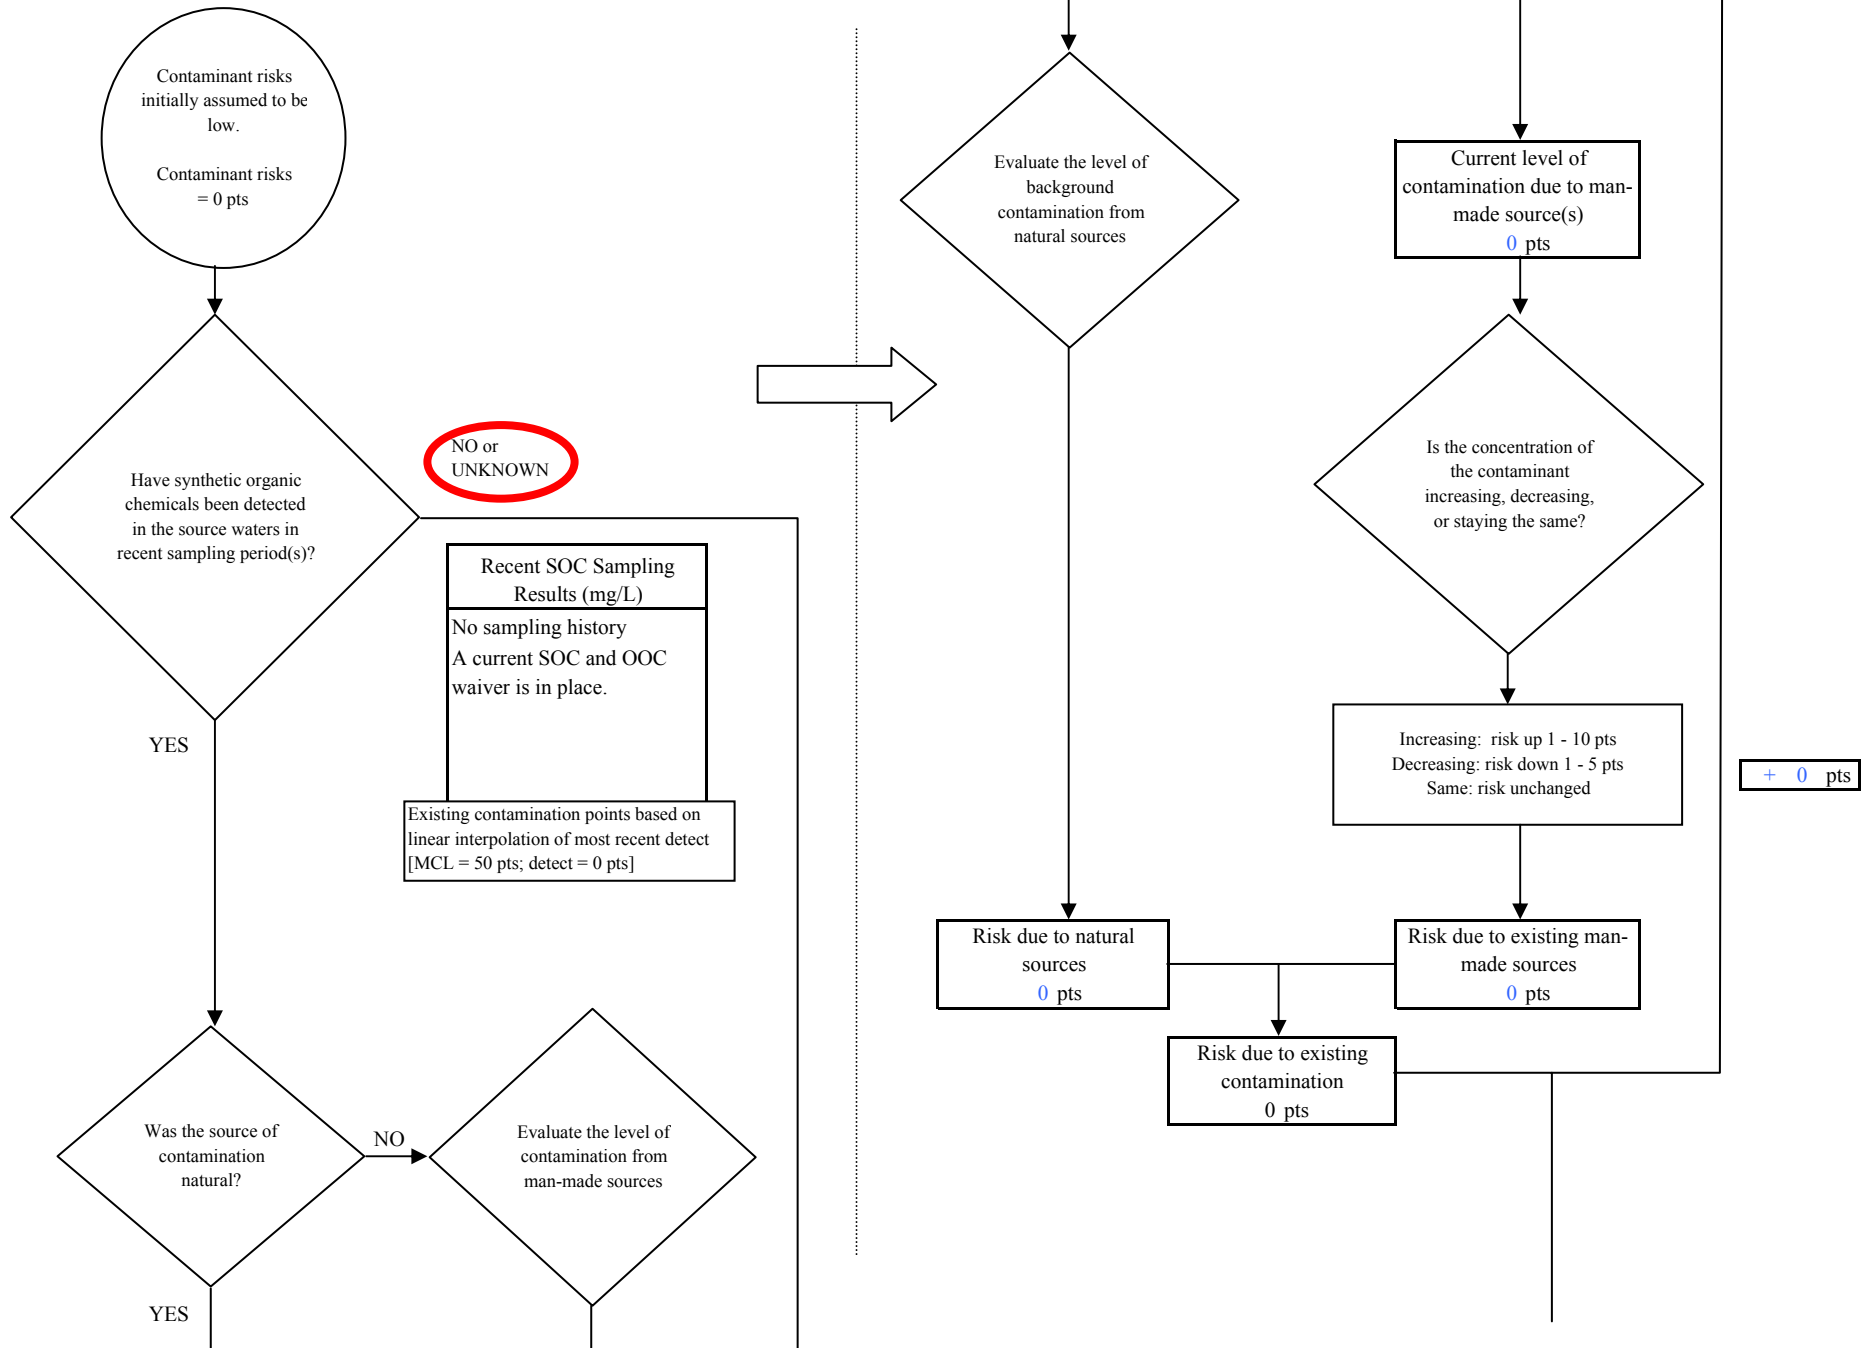 Contaminant risks
initially assumed to be
low.
Contaminant risks
= 0 pts
Have synthetic organic
chemicals been detected
in the source waters in
recent sampling period(s)?
NO or
UNKNOWN
Recent SOC Sampling
Results (mg/L)
No sampling history
A current SOC and OOC
waiver is in place.
YES
Existing contamination points based on
linear interpolation of most recent detect
[MCL = 50 pts; detect = 0 pts]
Was the source of
contamination
natural?
NO
Evaluate the level of
contamination from
man-made sources
YES
Evaluate the level of
background
contamination from
natural sources
Current level of
contamination due to man-
made source(s)
0 pts
Is the concentration of
the contaminant
increasing, decreasing,
or staying the same?
Increasing: risk up 1 - 10 pts
Decreasing: risk down 1 - 5 pts
Same: risk unchanged
+ 0 pts
Risk due to natural
sources
0 pts
Risk due to existing man-
made sources
0 pts
Risk due to existing
contamination
0 pts